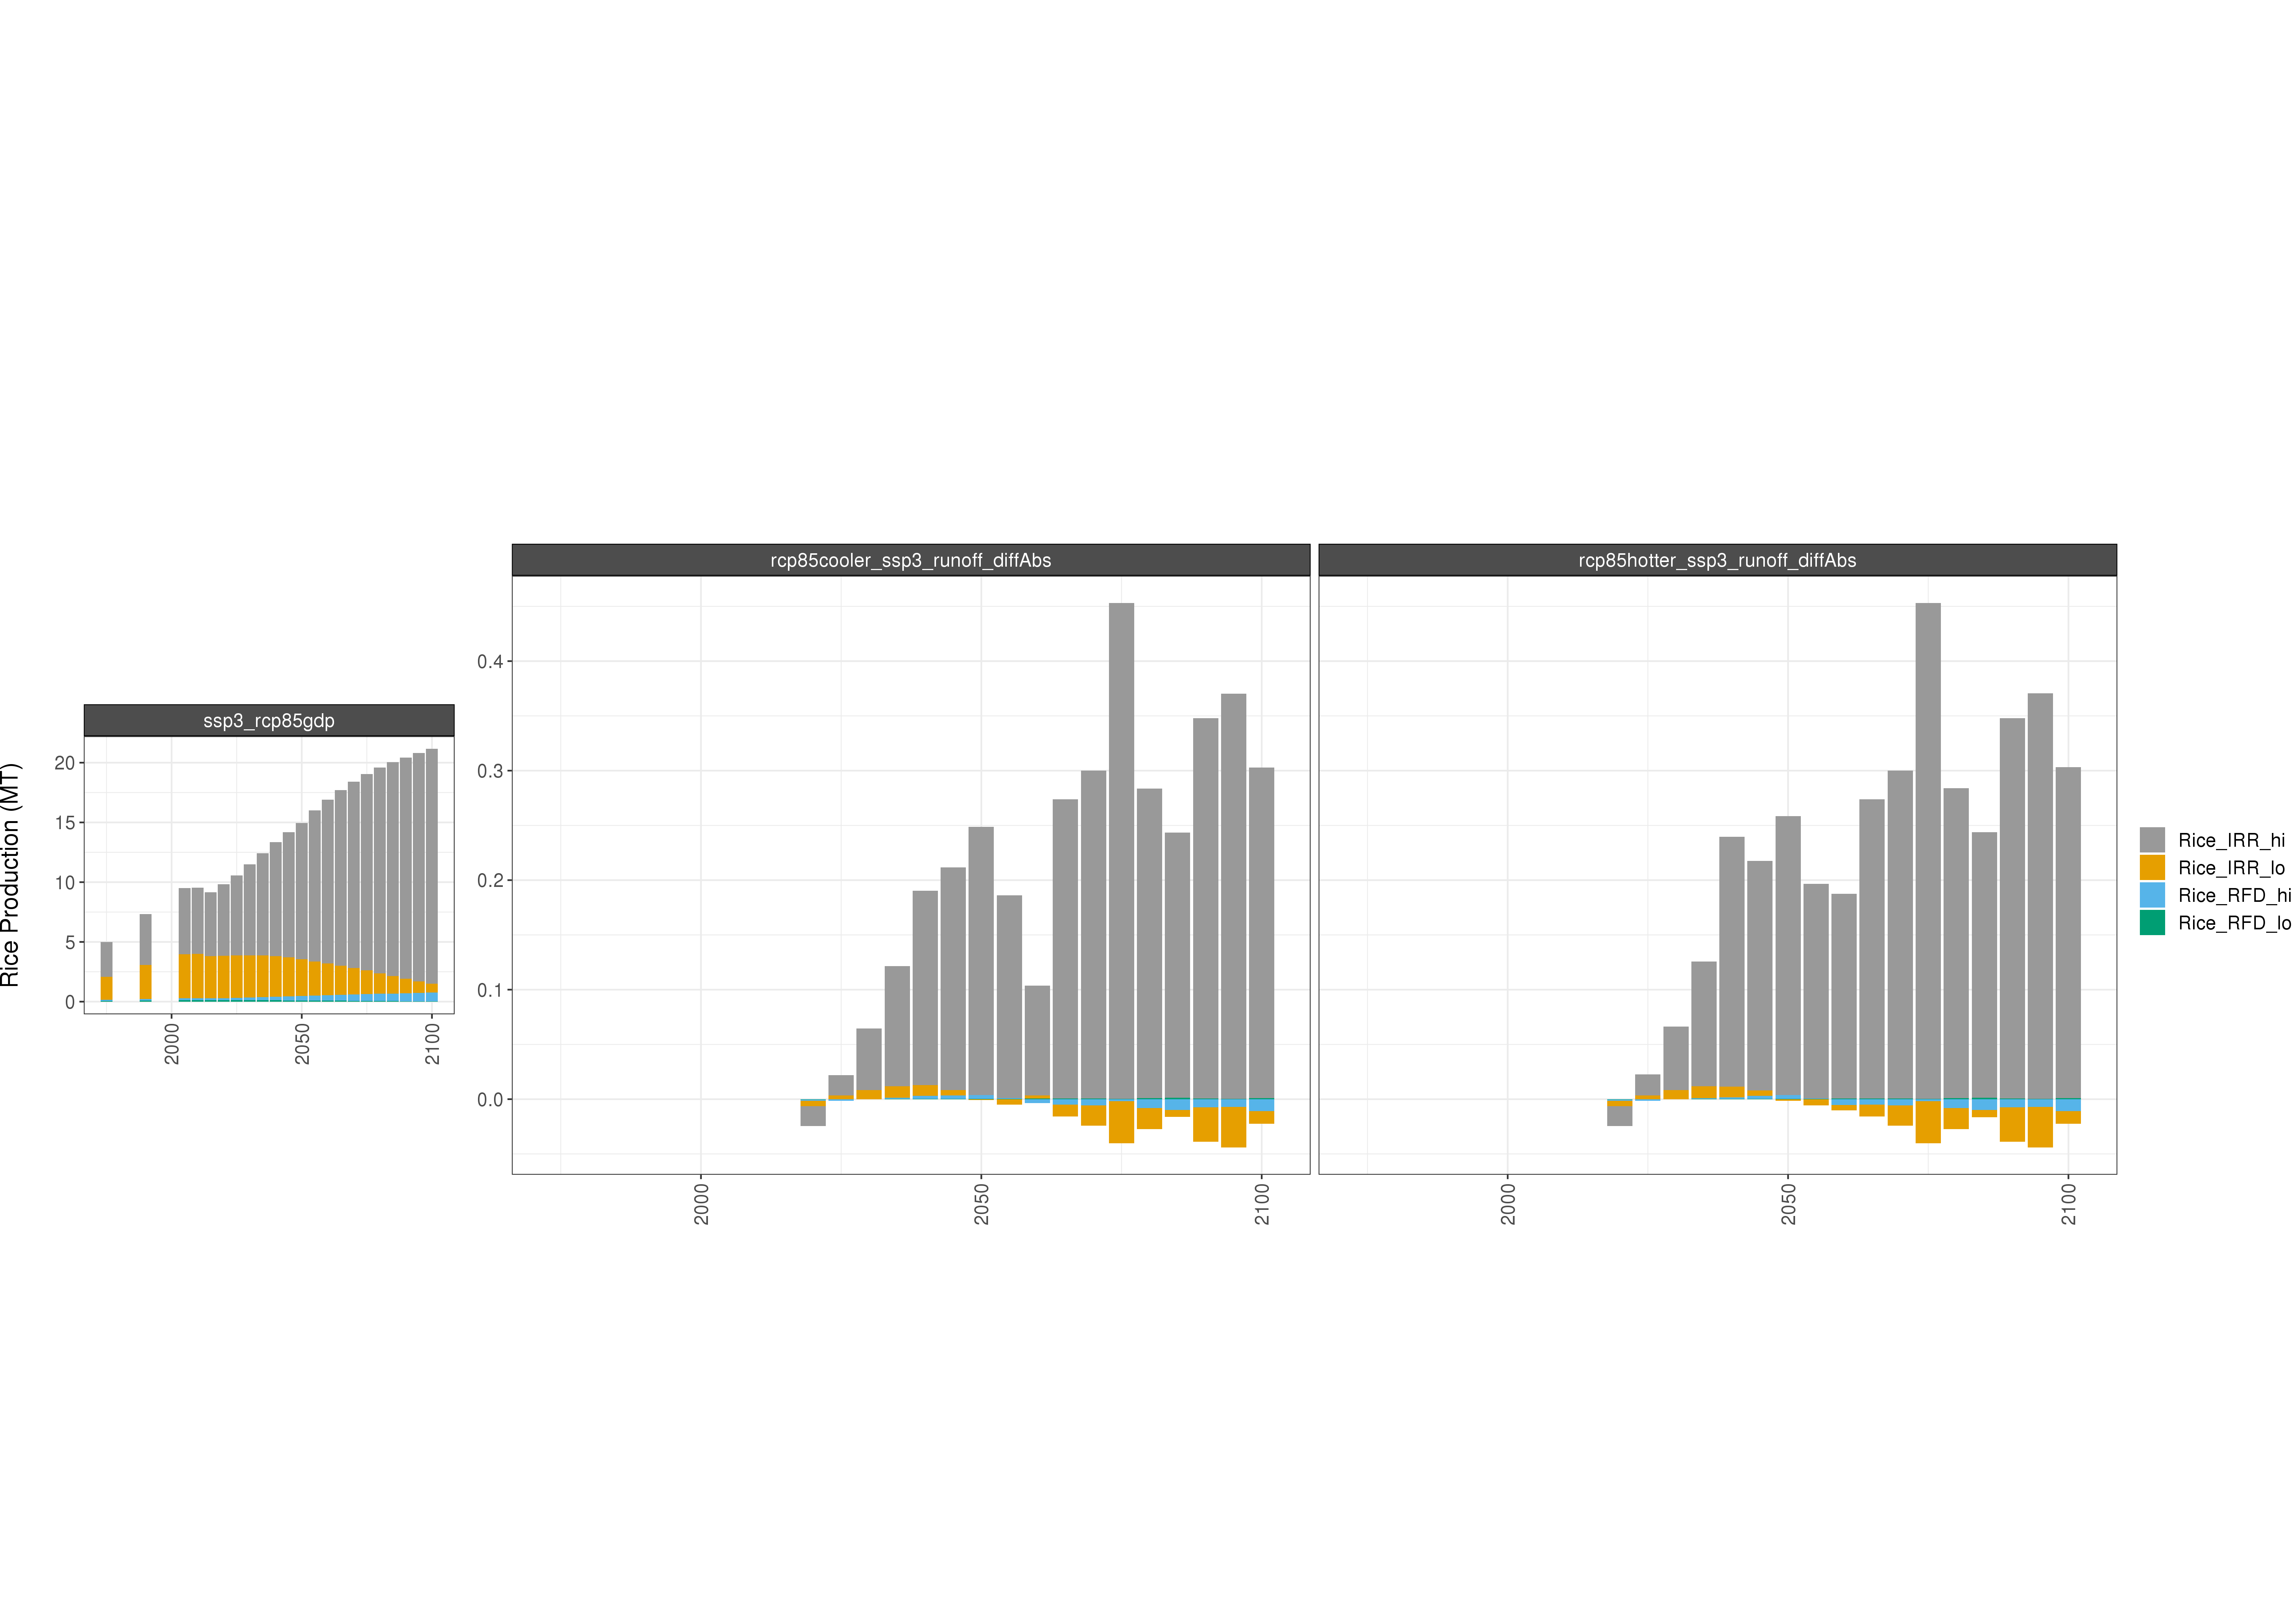 rcp85cooler_ssp3_runoff_diffAbs
rcp85hotter_ssp3_runoff_diffAbs
ssp3_rcp85gdp
Rice Production (MT)
20
15
10
5
0
2000
2050
2100
0.4
0.3
0.2
0.1
0.0
2000
2050
2100
2000
2050
2100
Rice_IRR_hi
Rice_IRR_lo
Rice_RFD_hi
Rice_RFD_lo